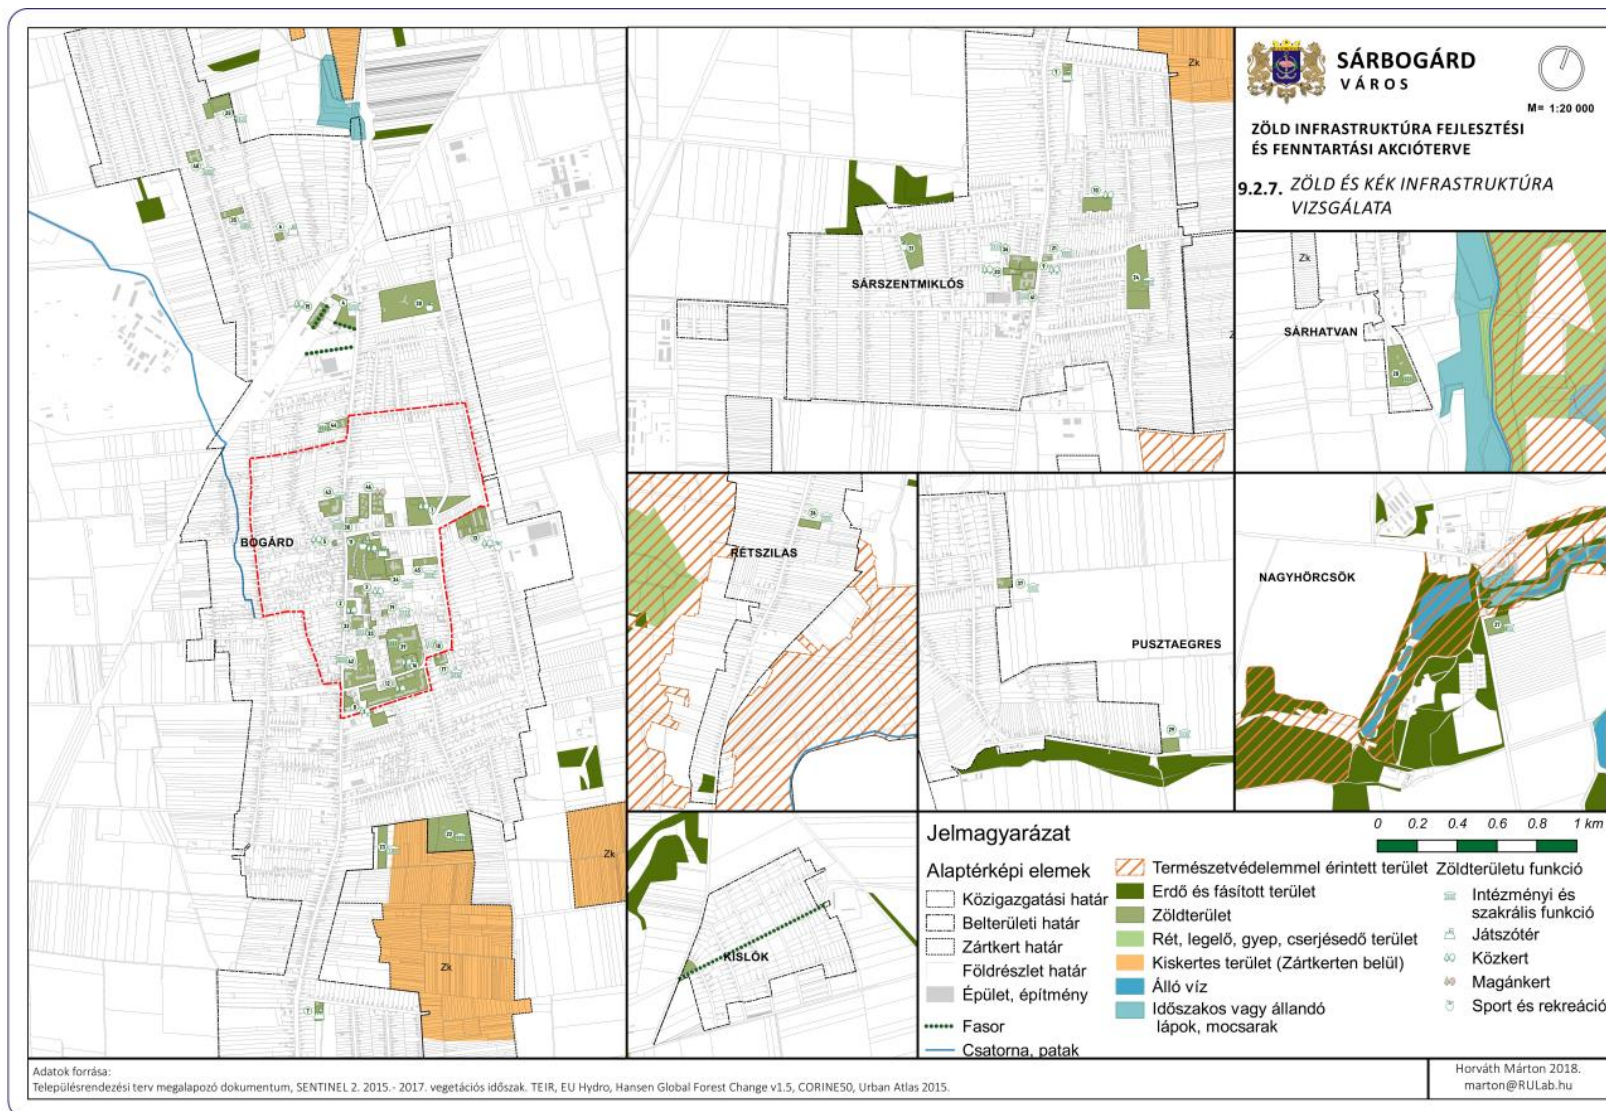 SÁRBOGÁRD
VÁROS
M= 1:20 000
ZÖLD INFRASTRUKTÚRA FEJLESZTÉSI
ÉS FENNTARTÁSI AKCIÓTERVE
9.2.7. ZÖLD ÉS KÉK INFRASTRUKTÚRA
VIZSGÁLATA
Zk
Zk
SÁRSZENTMIKLÓS
SÁRHATVAN
BOGÁRD
RÉTSZILAS
PUSZTAEGRES
NAGYHÖRCSÖK
Zk
Zk
KISLÓK
Jelmagyarázat
0 0.2 0.4 0.6 0.8 1 km
Alaptérképi elemek
Közigazgatási határ
Belterületi határ
Zártkert határ
Földrészlet határ
Épület, építmény
Fasor
Csatorna, patak
Természetvédelemmel érintett terület
Erdő és fásított terület
Zöldterület
Rét, legelő, gyep, cserjésedő terület
Kiskertes terület (Zártkerten belül)
Álló víz
Időszakos vagy állandó
lápok, mocsarak
Zöldterületu funkció
Intézményi és
szakrális funkció
Játszótér
Közkert
Magánkert
Sport és rekreáció
Adatok forrása:
Településrendezési terv megalapozó dokumentum, SENTINEL 2. 2015.- 2017. vegetációs időszak. TEIR, EU Hydro, Hansen Global Forest Change v1.5, CORINE50, Urban Atlas 2015.
Horváth Márton 2018.
marton@RULab.hu